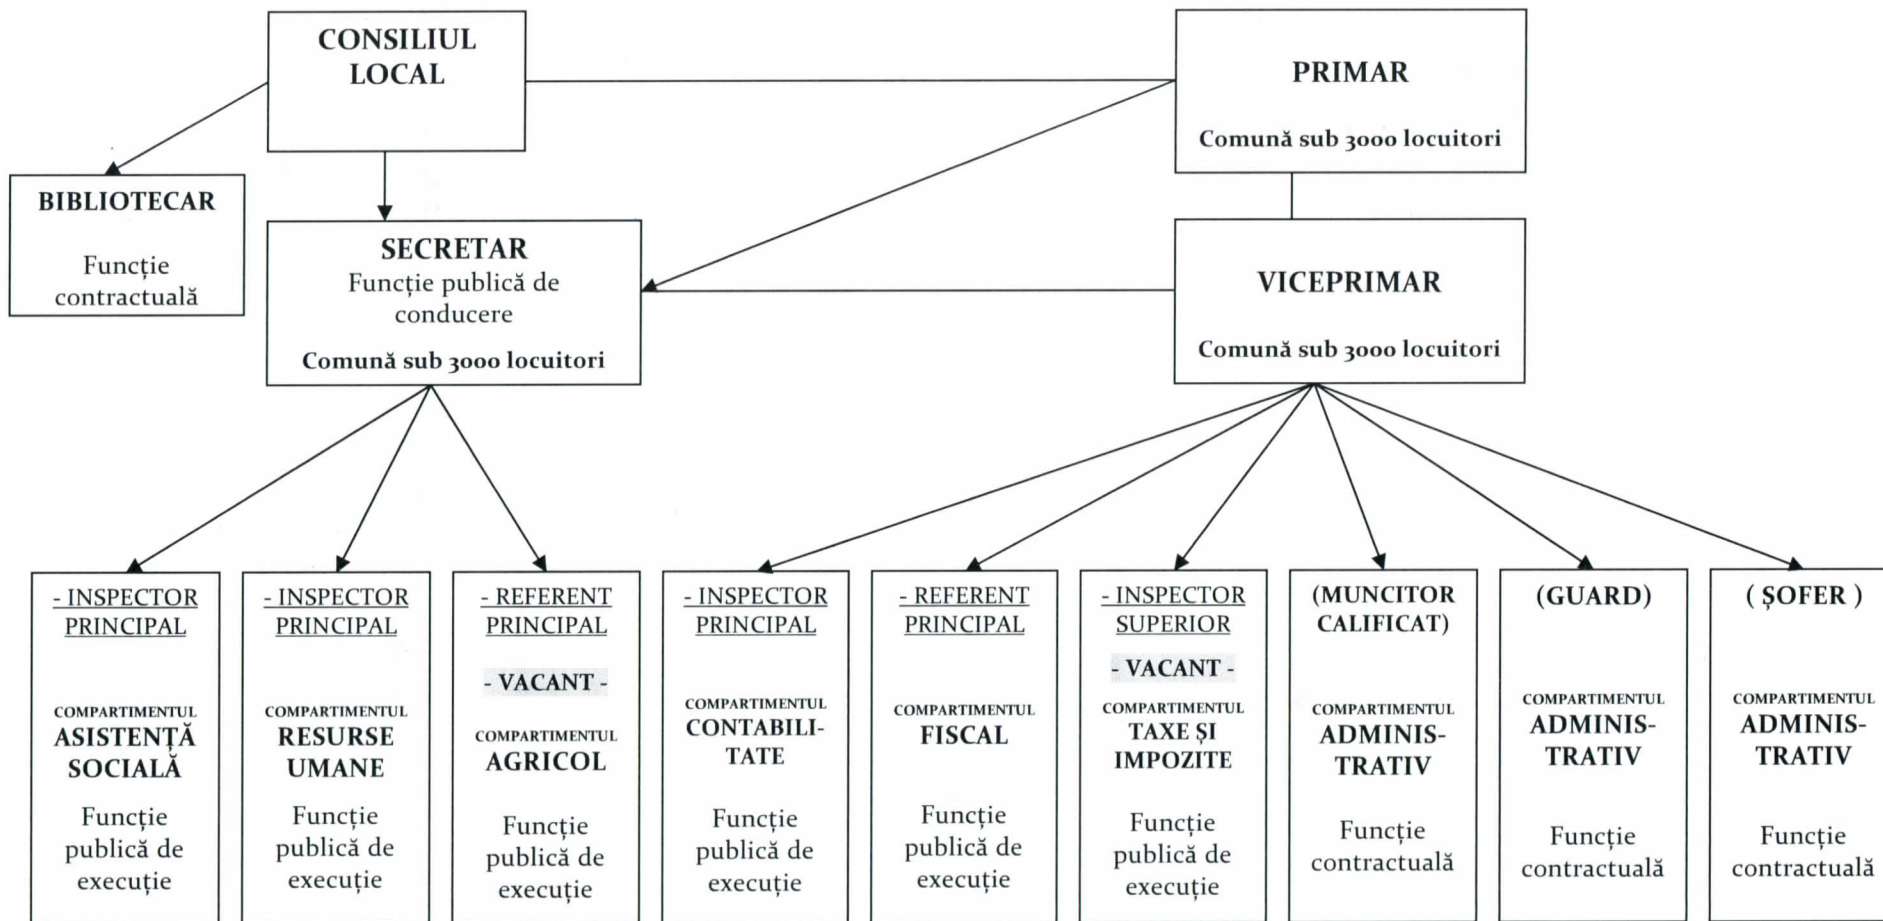 CONSILIUL
LOCAL
PRIMAR
Comună sub 3000 locuitori
BIBLIOTECAR
Funcție
contractuală
SECRETAR
Funcție publică de
conducere
Comună sub 3000 locuitori
VICEPRIMAR
Comună sub 3000 locuitori
- INSPECTOR
PRINCIPAL
COMPARTIMENTUL
ASISTENȚĂ
SOCIALĂ
Funcție
publică de
execuție
- INSPECTOR
PRINCIPAL
COMPARTIMENTUL
RESURSE
UMANE
Funcție
publică de
execuție
- REFERENT
PRINCIPAL
- VACANT -
COMPARTIMENTUL
AGRICOL
Funcție
publică de
execuție
- INSPECTOR
PRINCIPAL
COMPARTIMENTUL
CONTABILI-
TATE
Funcție
publică de
execuție
- REFERENT
PRINCIPAL
COMPARTIMENTUL
FISCAL
Funcție
publică de
execuție
- INSPECTOR
SUPERIOR
- VACANT -
COMPARTIMENTUL
TAXE ȘI
IMPOZITE
Funcție
publică de
execuție
(MUNCITOR
CALIFICAT)
COMPARTIMENTUL
ADMINIS-
TRATIV
Funcție
contractuală
(GUARD)
COMPARTIMENTUL
ADMINIS-
TRATIV
Funcție
contractuală
( ȘOFER )
COMPARTIMENTUL
ADMINIS-
TRATIV
Funcție
contractuală